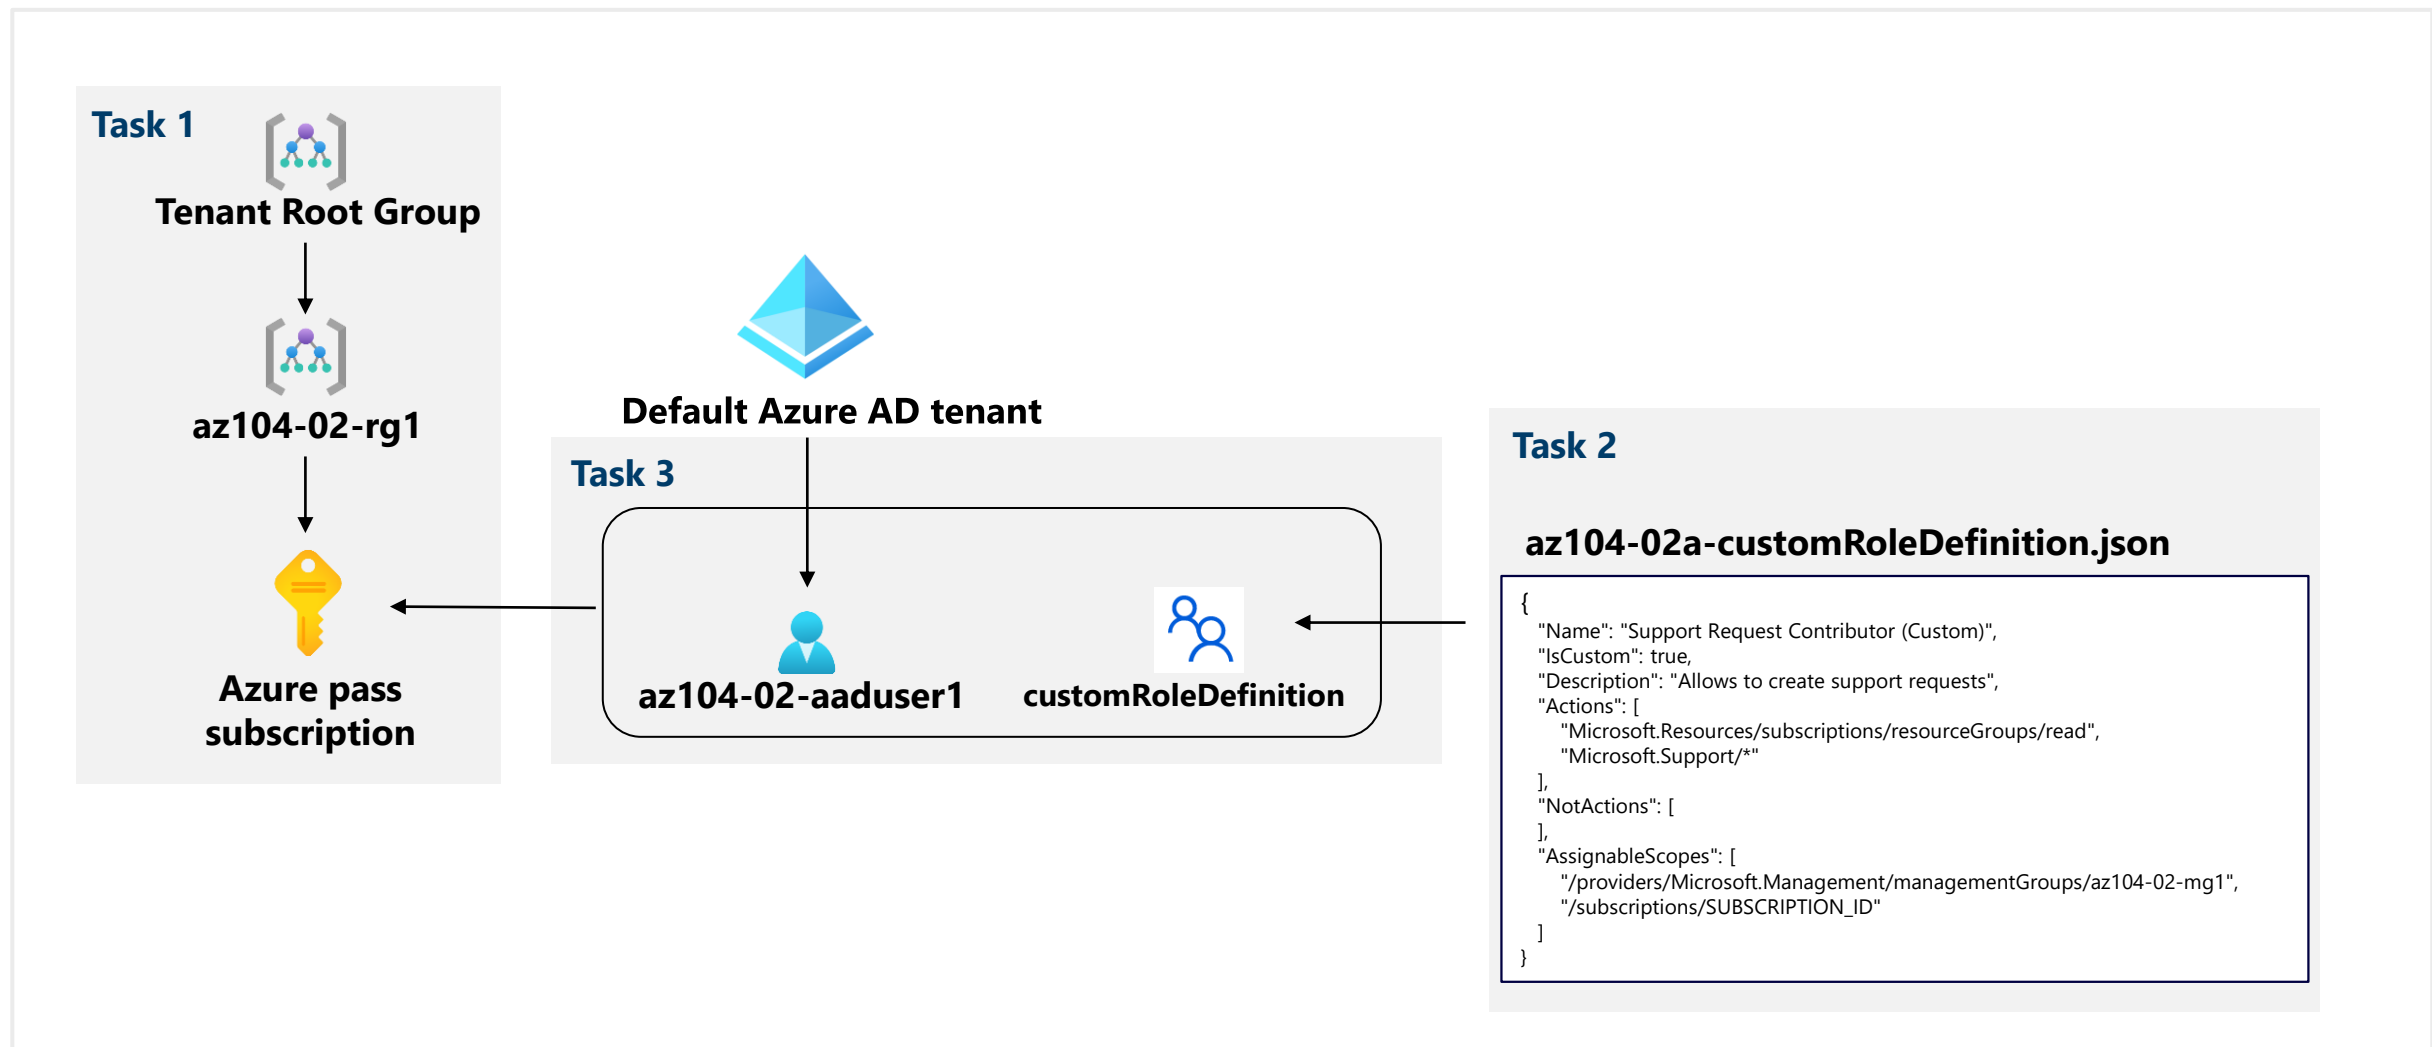 Task 1
Tenant Root Group
az104-02-rg1
Azure pass
subscription
Default Azure AD tenant
Task 3
az104-02-aaduser1
customRoleDefinition
Task 2
az104-02a-customRoleDefinition.json
{
"Name": "Support Request Contributor (Custom)",
"IsCustom": true,
"Description": "Allows to create support requests",
"Actions": [
"Microsoft.Resources/subscriptions/resourceGroups/read",
"Microsoft.Support/*"
],
"NotActions": [
],
"AssignableScopes": [
"/providers/Microsoft.Management/managementGroups/az104-02-mg1",
"/subscriptions/SUBSCRIPTION_ID"
]
}